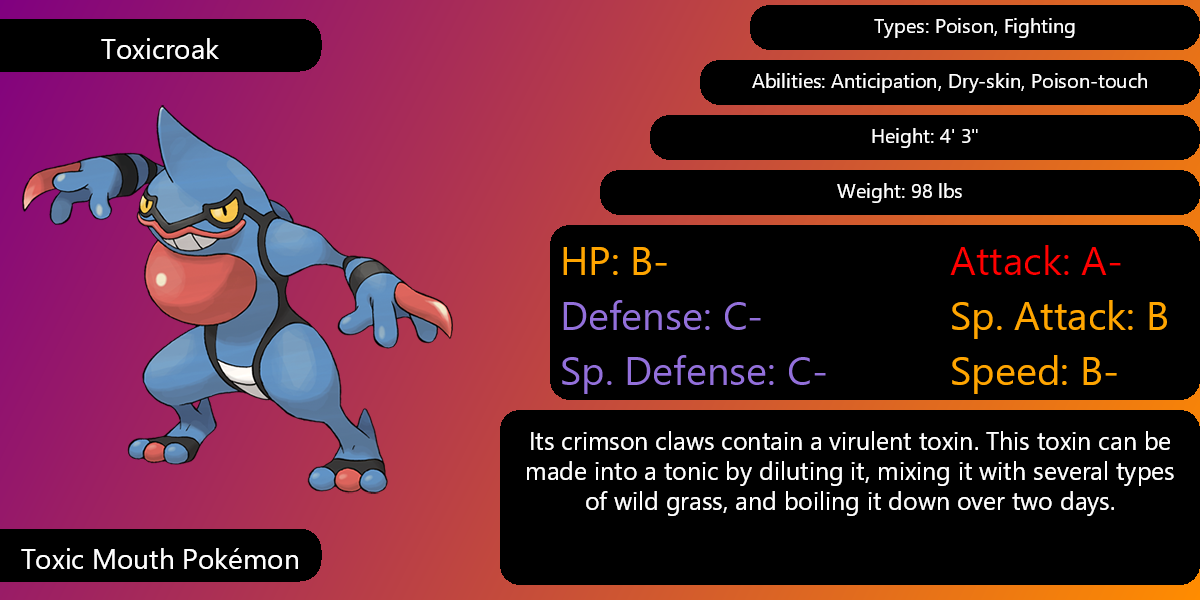 Toxicroak
Types: Poison, Fighting
Abilities: Anticipation, Dry-skin, Poison-touch
Height: 4' 3"
Weight: 98 lbs
HP: B-
Attack: A-
Defense: C-
Sp. Attack: B
Sp. Defense: C-
Speed: B-
Its crimson claws contain a virulent toxin. This toxin can be
made into a tonic by diluting it, mixing it with several types
of wild grass, and boiling it down over two days.
Toxic Mouth Pokémon